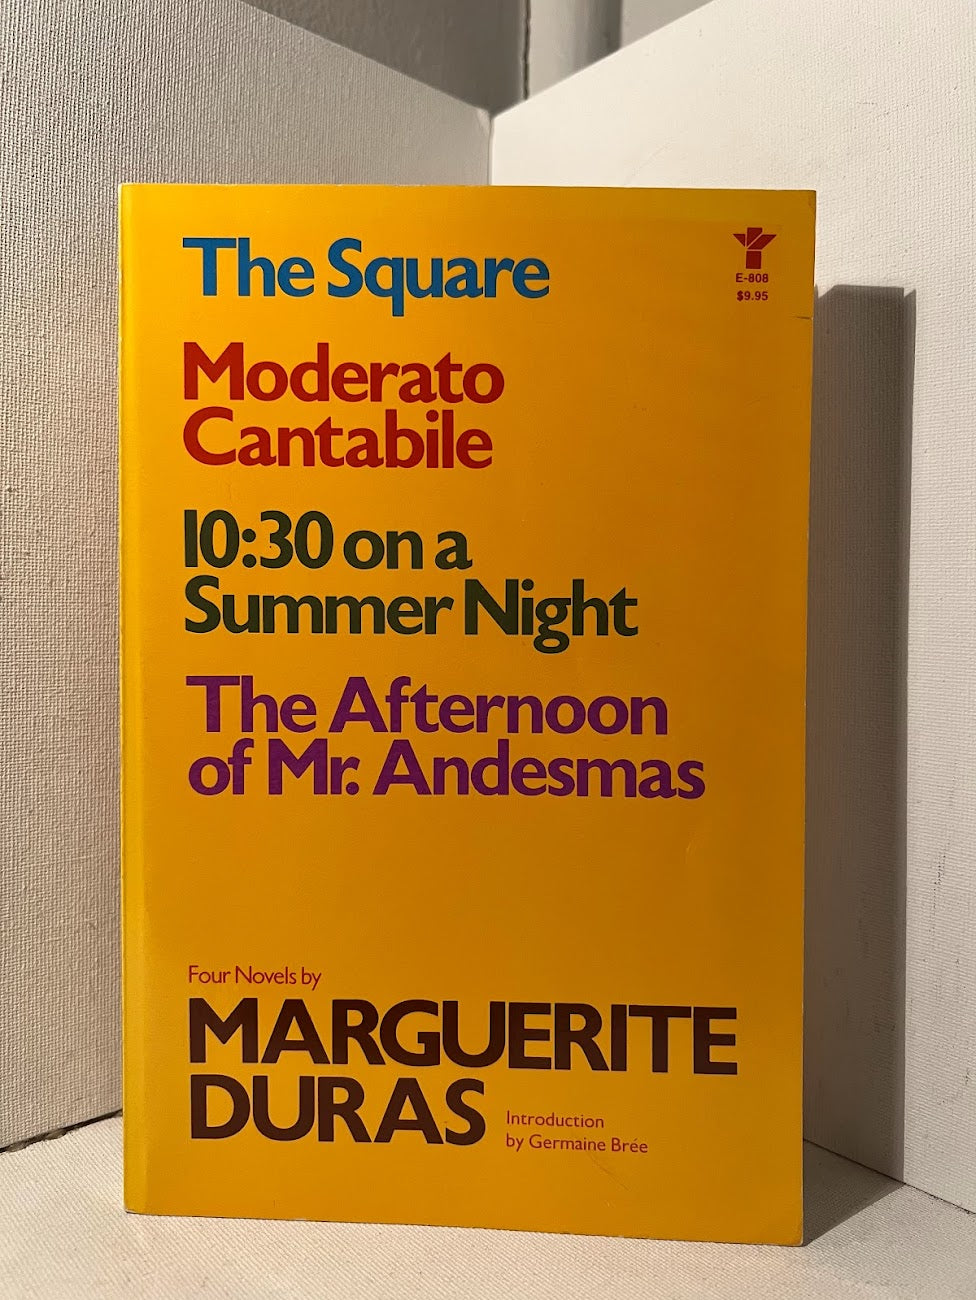 The Square
E-808
$9.95
Moderato
Cantabile
10:30 on a
Summer Night
The Afternoon
of Mr. Andesmas
Four Novels by
MARGUERITE
DURAS
Introduction
by Germaine Brée